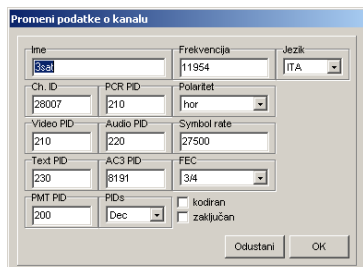 Promeni podatke o kanalu
Ime Frekvencija Jezik
3sat 11954 ITA
Ch. ID PCR PID Polaritet
28007 210 hor
Video PID Audio PID Symbol rate
210 220 27500
Text PID AC3 PID FEC
230 8191 3/4
PMT PID PIDs kodiran
200 Dec zaključan
Odustani OK